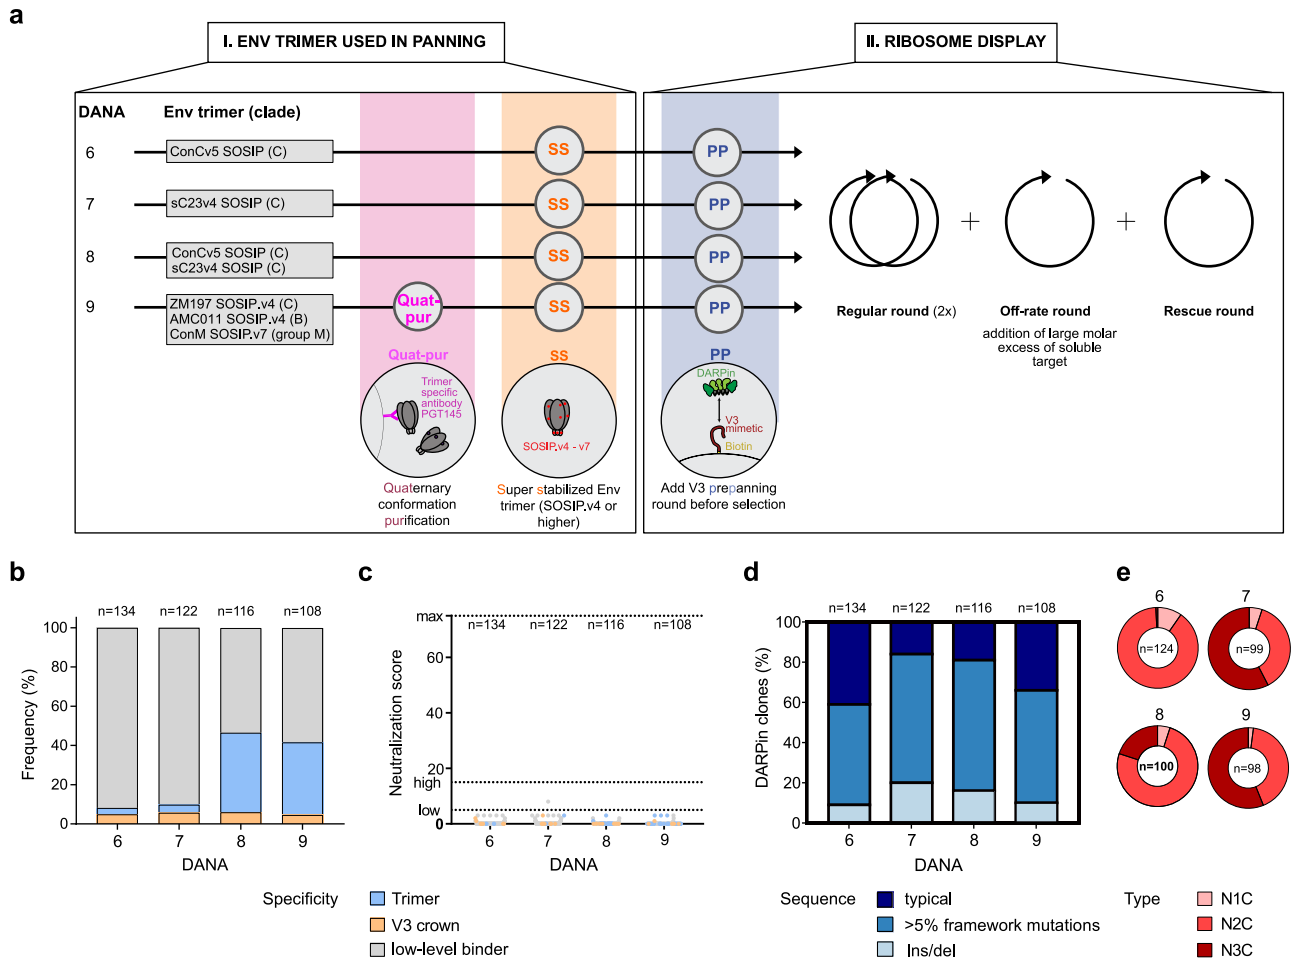 a
I. ENV TRIMER USED IN PANNING
II. RIBOSOME DISPLAY
DANA
Env trimer (clade)
6
ConCv5 SOSIP (C)
SS
PP
7
sC23v4 SOSIP (C)
SS
PP
8
ConCv5 SOSIP (C)
sC23v4 SOSIP (C)
SS
PP
9
ZM197 SOSIP.v4 (C)
AMC011 SOSIP.v4 (B)
ConM SOSIP.v7 (group M)
Quat-
pur
SS
PP
+
+
Regular round (2x)
Off-rate round
addition of large molar
excess of soluble
target
Rescue round
Quat-pur
SS
PP
Trimer
specific
antibody
PGT145
SOSIP.v4 - v7
DARPin
V3
mimetic
Biotin
Quaternary
conformation
purification
Super stabilized Env
trimer (SOSIP.v4 or
higher)
Add V3 prepanning
round before selection
b
n=134 n=122 n=116 n=108
100
80
60
40
20
0
Frequency (%)
6 7 8 9
DANA
c
max
n=134 n=122 n=116 n=108
60
40
20
high
low
0
Neutralization score
6 7 8 9
DANA
d
n=134 n=122 n=116 n=108
100
80
60
40
20
0
DARPin clones (%)
6 7 8 9
DANA
e
6
n=124
7
n=99
8
n=100
9
n=98
Specificity
Trimer
V3 crown
low-level binder
Sequence
typical
>5% framework mutations
Ins/del
Type
N1C
N2C
N3C